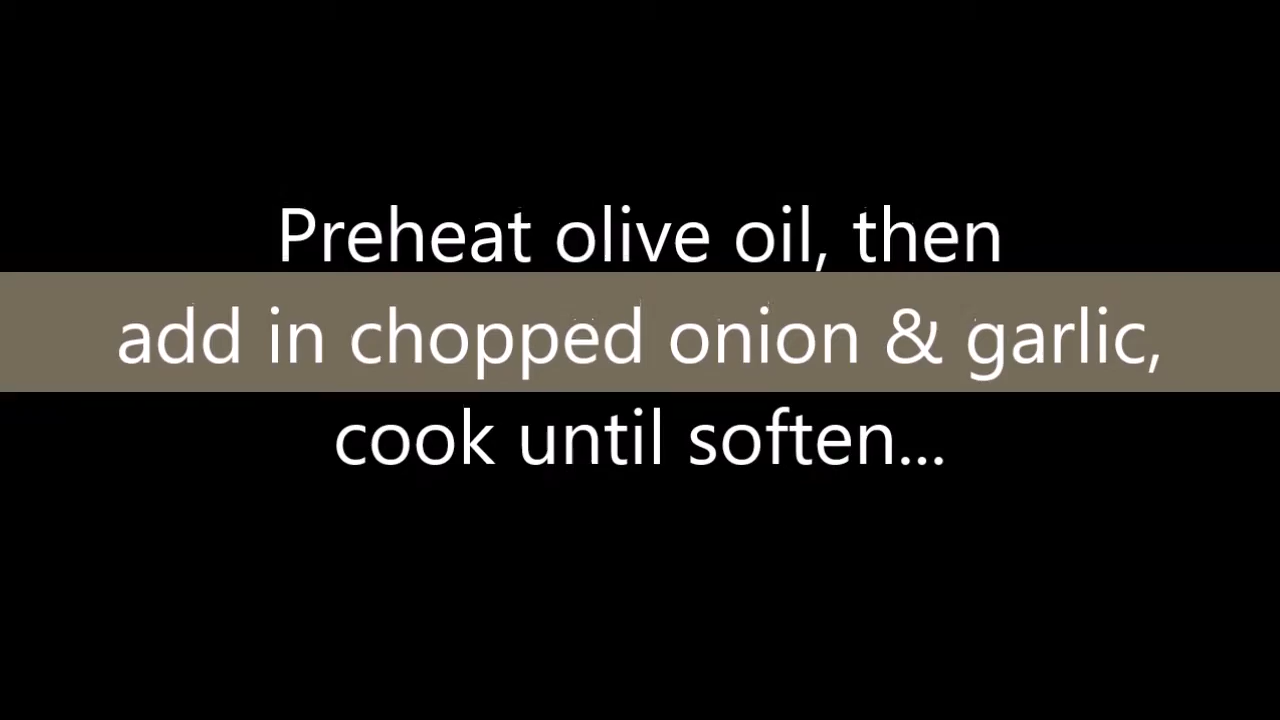 Preheat olive oil, then
add in chopped onion & garlic,
cook until soften...